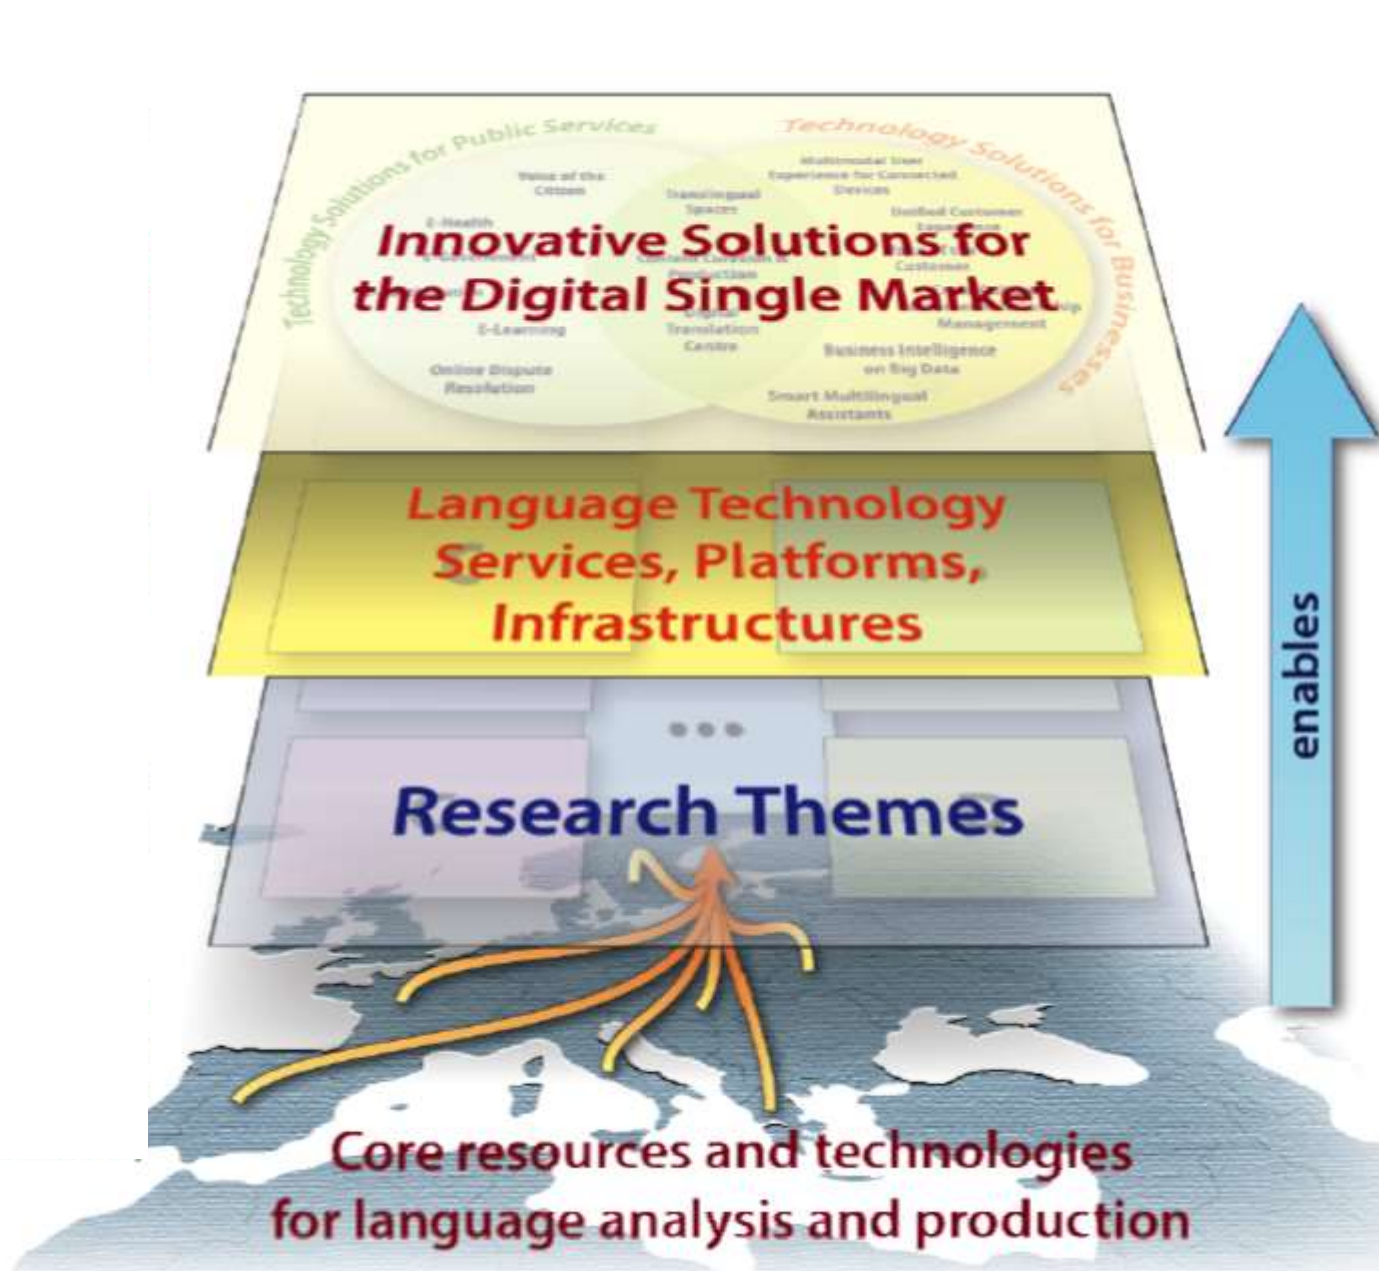 Technology Solutions for Public Services
Technology Solutions for Businesses
Voice of the
Citizen
Multimodal User
Experience for Connected
Devices
Translingual
Spaces
E-Health
Unified Customer
Innovative Solutions for
Customer
Production
the Digital Single Market
E-Learning
Translation
Centre
Management
Business Intelligence
on Big Data
Online Dispute
Resolution
Smart Multilingual
Assistants
Language Technology
Services, Platforms,
Infrastructures
enables
Research Themes
Core resources and technologies
for language analysis and production